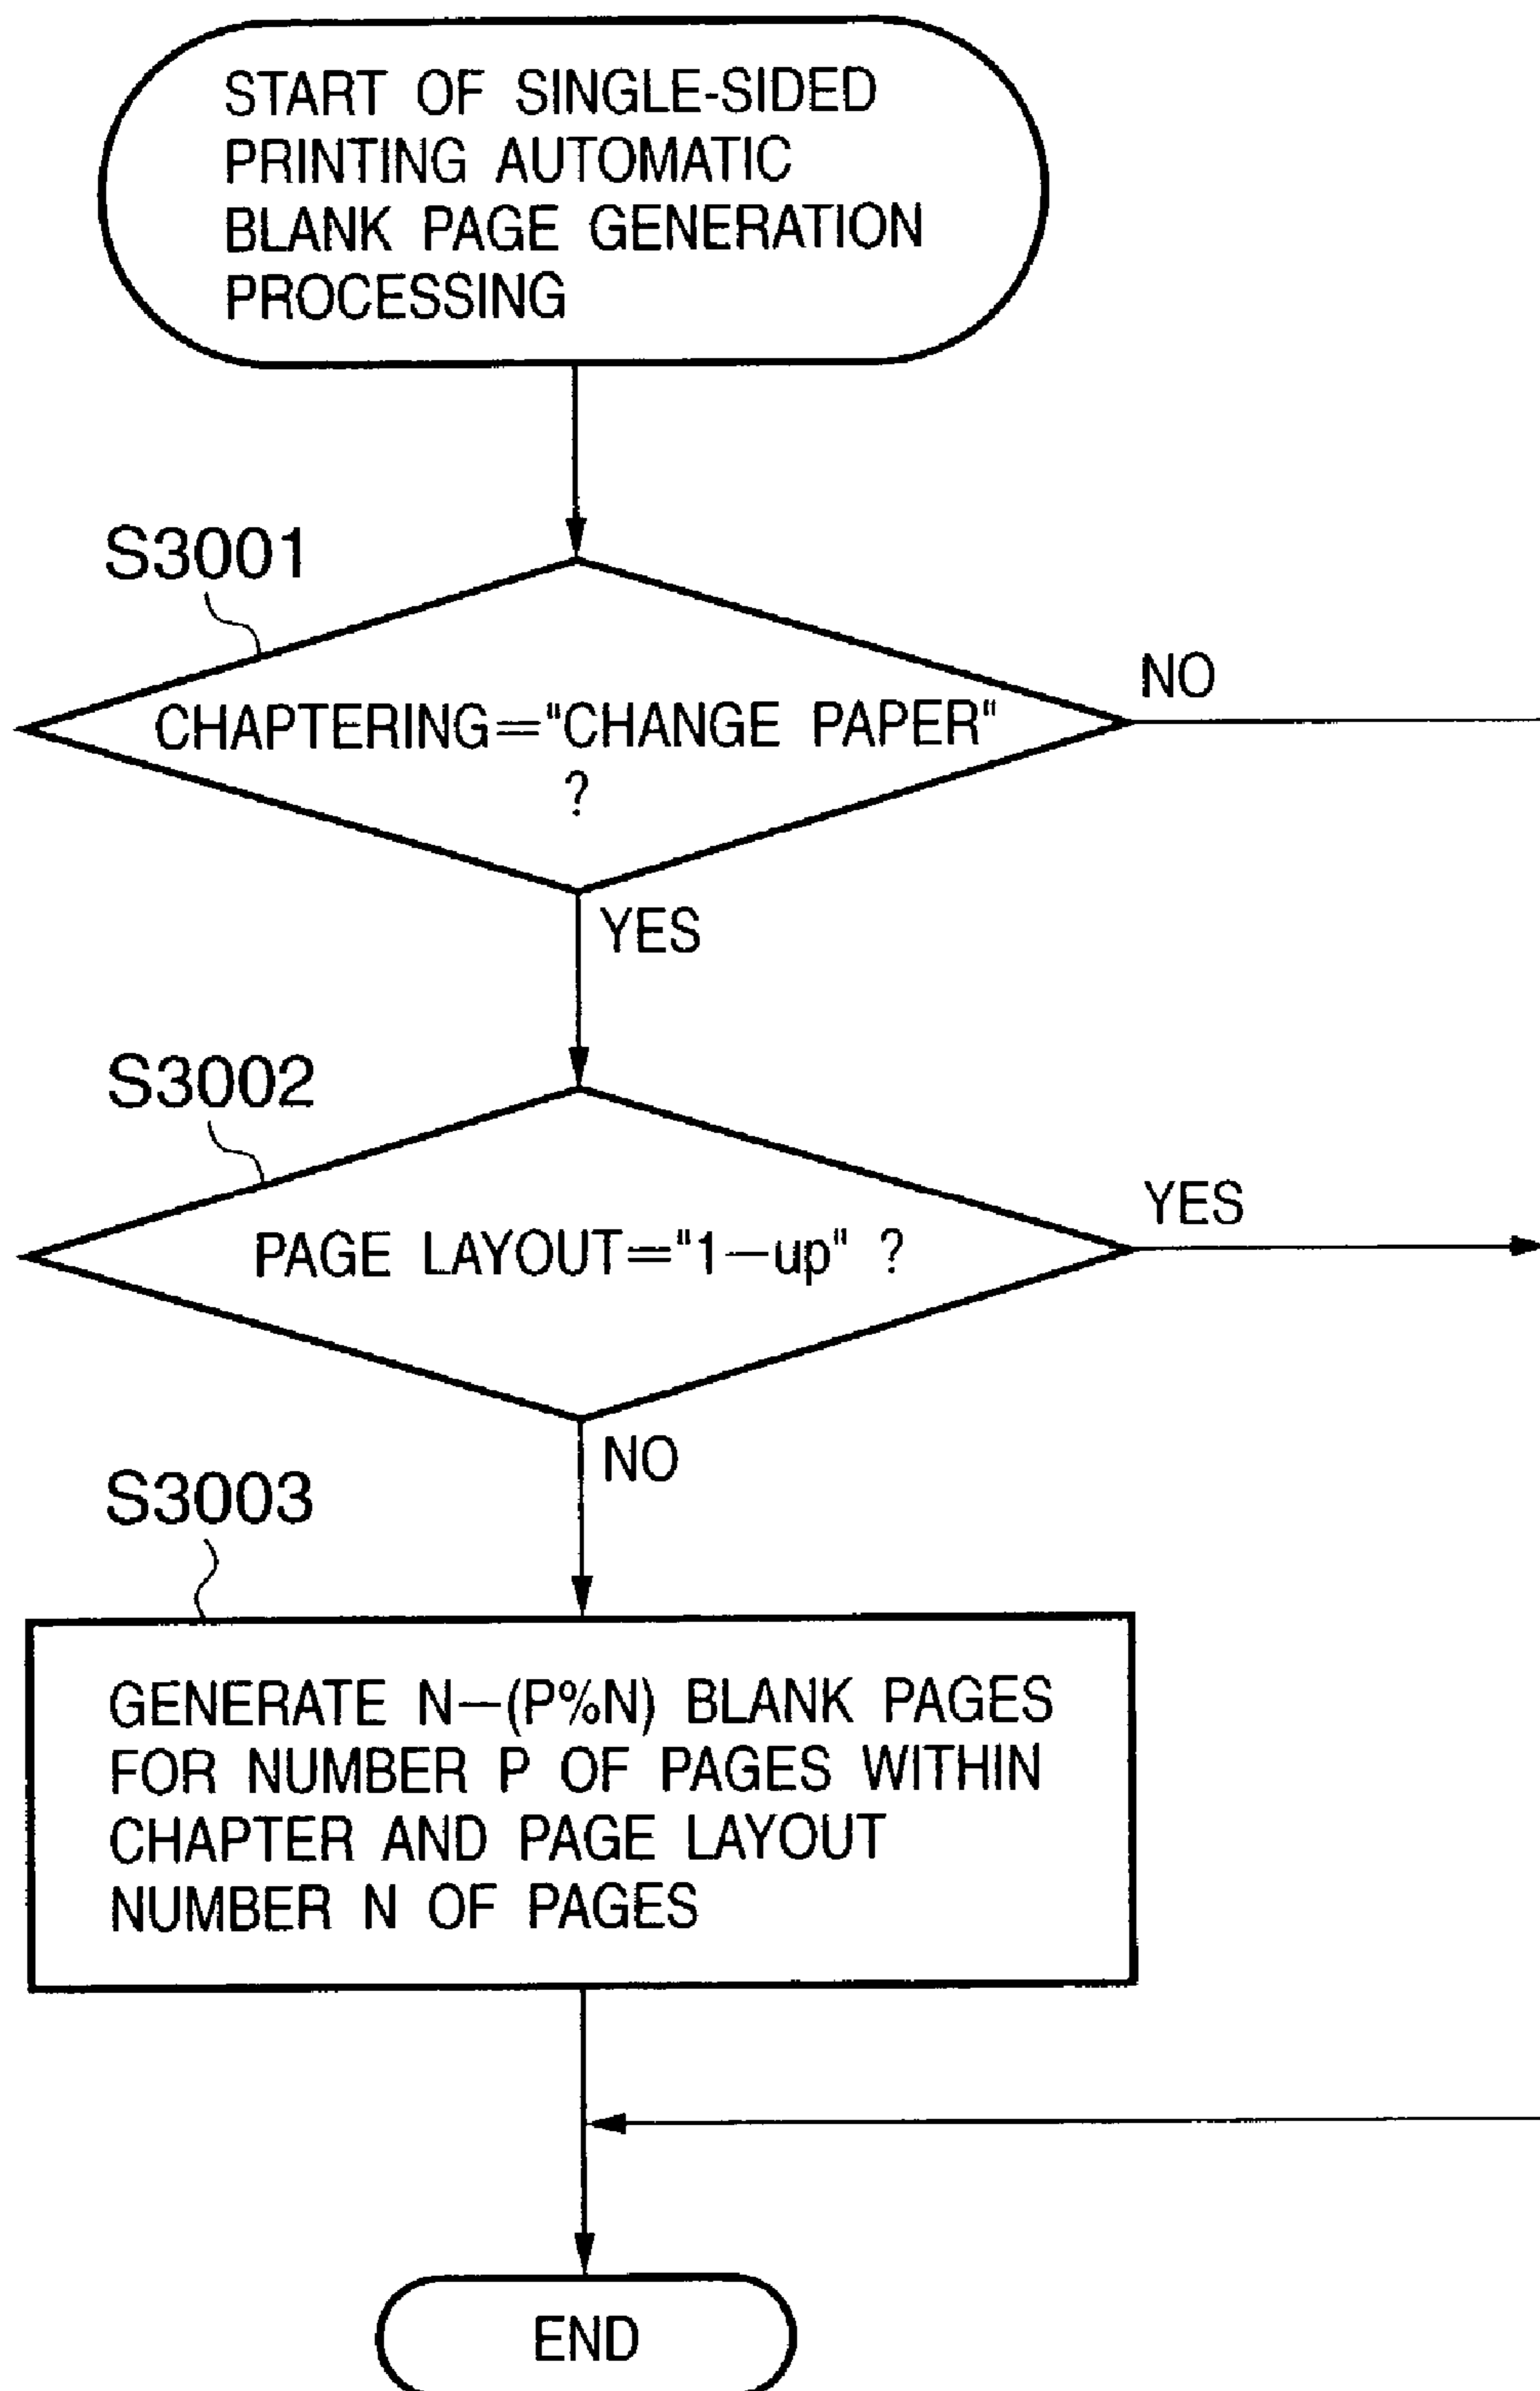 START OF SINGLE-SIDED
PRINTING AUTOMATIC
BLANK PAGE GENERATION
PROCESSING
S3001
NO
CHAPTERING="CHANGE PAPER"
?
YES
S3002
YES
PAGE LAYOUT="1-up" ?
NO
S3003
GENERATE N-(P%N) BLANK PAGES
FOR NUMBER P OF PAGES WITHIN
CHAPTER AND PAGE LAYOUT
NUMBER N OF PAGES
END